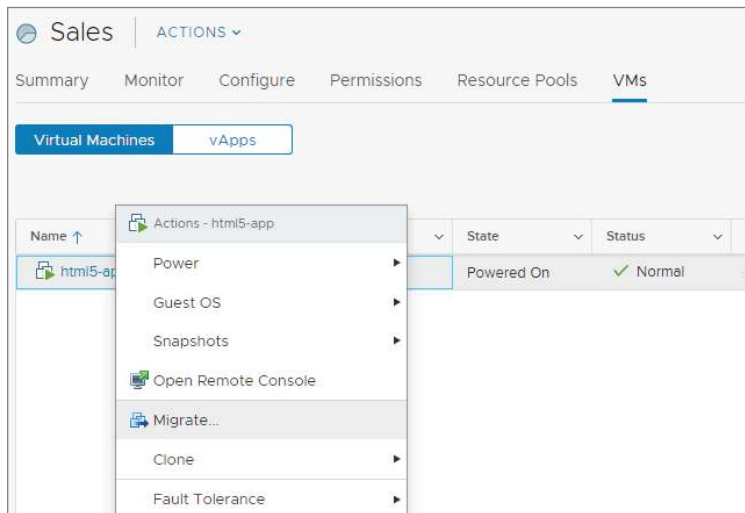 Sales ACTIONS
Summary Monitor Configure Permissions Resource Pools VMs
Virtual Machines vApps
Actions - html5-app
Name State Status
Power
html5-ap Powered On Normal
Guest OS
Snapshots
Open Remote Console
Migrate...
Clone
Fault Tolerance